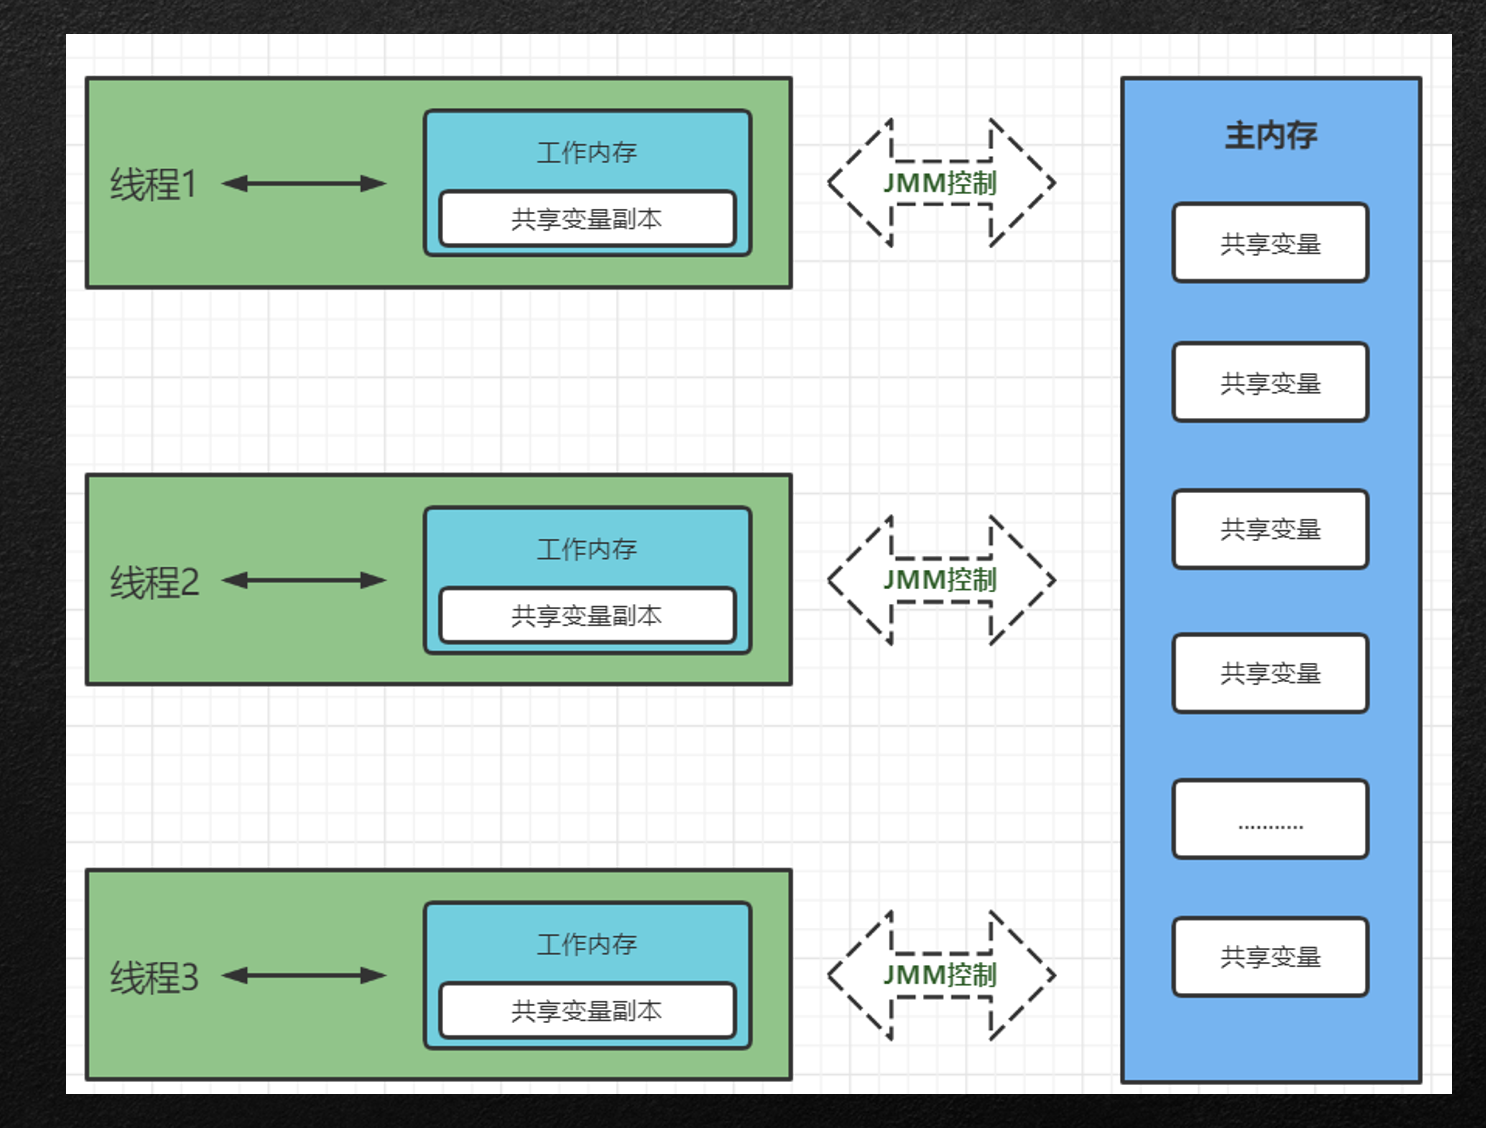 线程1
工作内存
共享变量副本
JMM控制
线程2
工作内存
共享变量副本
JMM控制
线程3
工作内存
共享变量副本
JMM控制
主内存
共享变量
共享变量
共享变量
共享变量
...........
共享变量